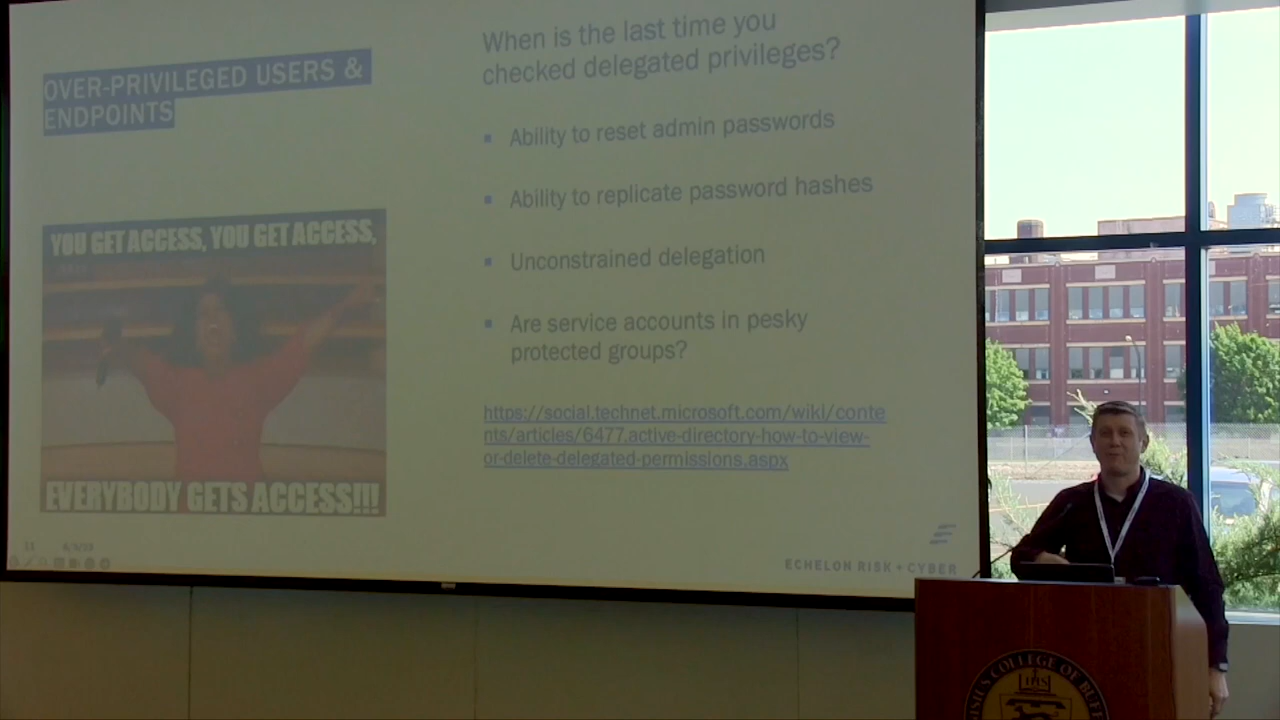 OVER-PRIVILEGED USERS &
ENDPOINTS
YOU GET ACCESS, YOU GET ACCESS,
EVERYBODY GETS ACCESS!!!
When is the last time you
checked delegated privileges?
▪ Ability to reset admin passwords
▪ Ability to replicate password hashes
▪ Unconstrained delegation
▪ Are service accounts in pesky
protected groups?
https://social.technet.microsoft.com/wiki/conte
nts/articles/6477.active-directory-how-to-view-
or-delete-delegated-permissions.aspx
ECHELON RISK + CYBER
COLLEGE OF
IHS